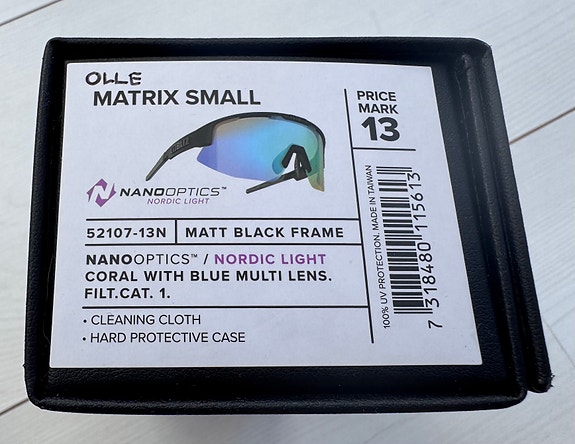 OLLE
MATRIX SMALL
BLIZ
NANOOPTICS™
NORDIC LIGHT
52107-13N
MATT BLACK FRAME
NANOOPTICS™ / NORDIC LIGHT
CORAL WITH BLUE MULTI LENS.
FILT.CAT. 1.
• CLEANING CLOTH
• HARD PROTECTIVE CASE
PRICE
MARK
13
100% UV PROTECTION. MADE IN TAIWAN
7 318480 115613